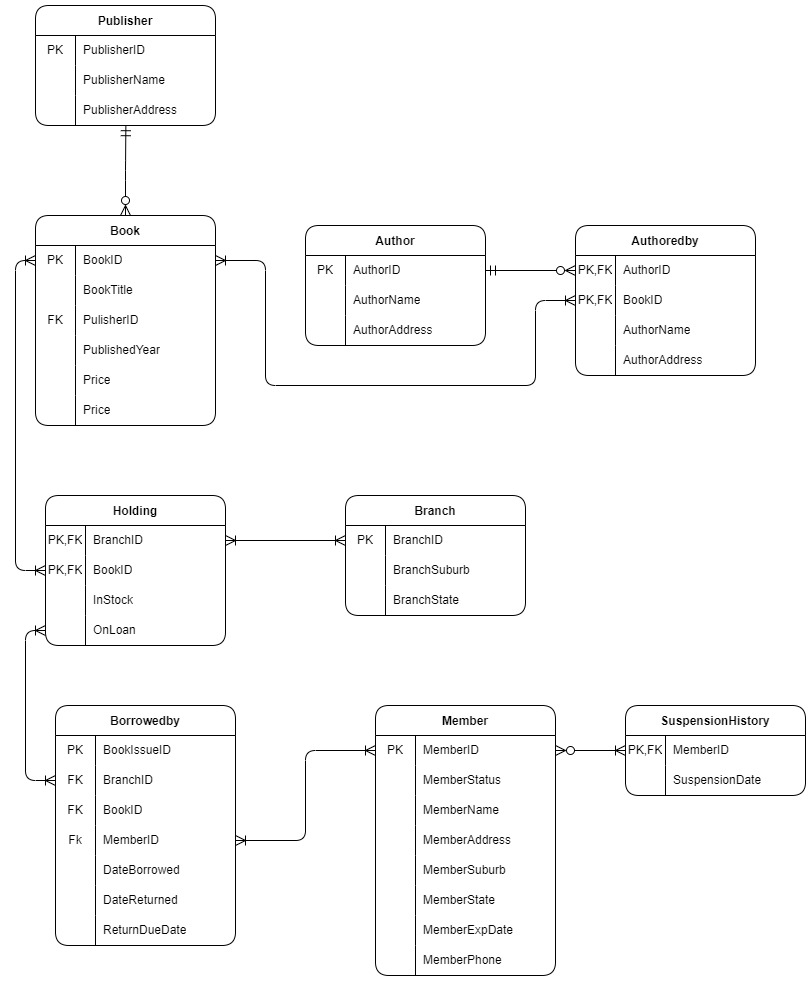 Publisher
PK PublisherID
PublisherName
PublisherAddress
Book
PK BookID
BookTitle
FK PulisherID
PublishedYear
Price
Price
Author
PK AuthorID
AuthorName
AuthorAddress
Authoredby
PK,FK AuthorID
PK,FK BookID
AuthorName
AuthorAddress
Holding
PK,FK BranchID
PK,FK BookID
InStock
OnLoan
Branch
PK BranchID
BranchSuburb
BranchState
Borrowedby
PK BookIssueID
FK BranchID
FK BookID
Fk MemberID
DateBorrowed
DateReturned
ReturnDueDate
Member
PK MemberID
MemberStatus
MemberName
MemberAddress
MemberSuburb
MemberState
MemberExpDate
MemberPhone
SuspensionHistory
PK,FK MemberID
SuspensionDate